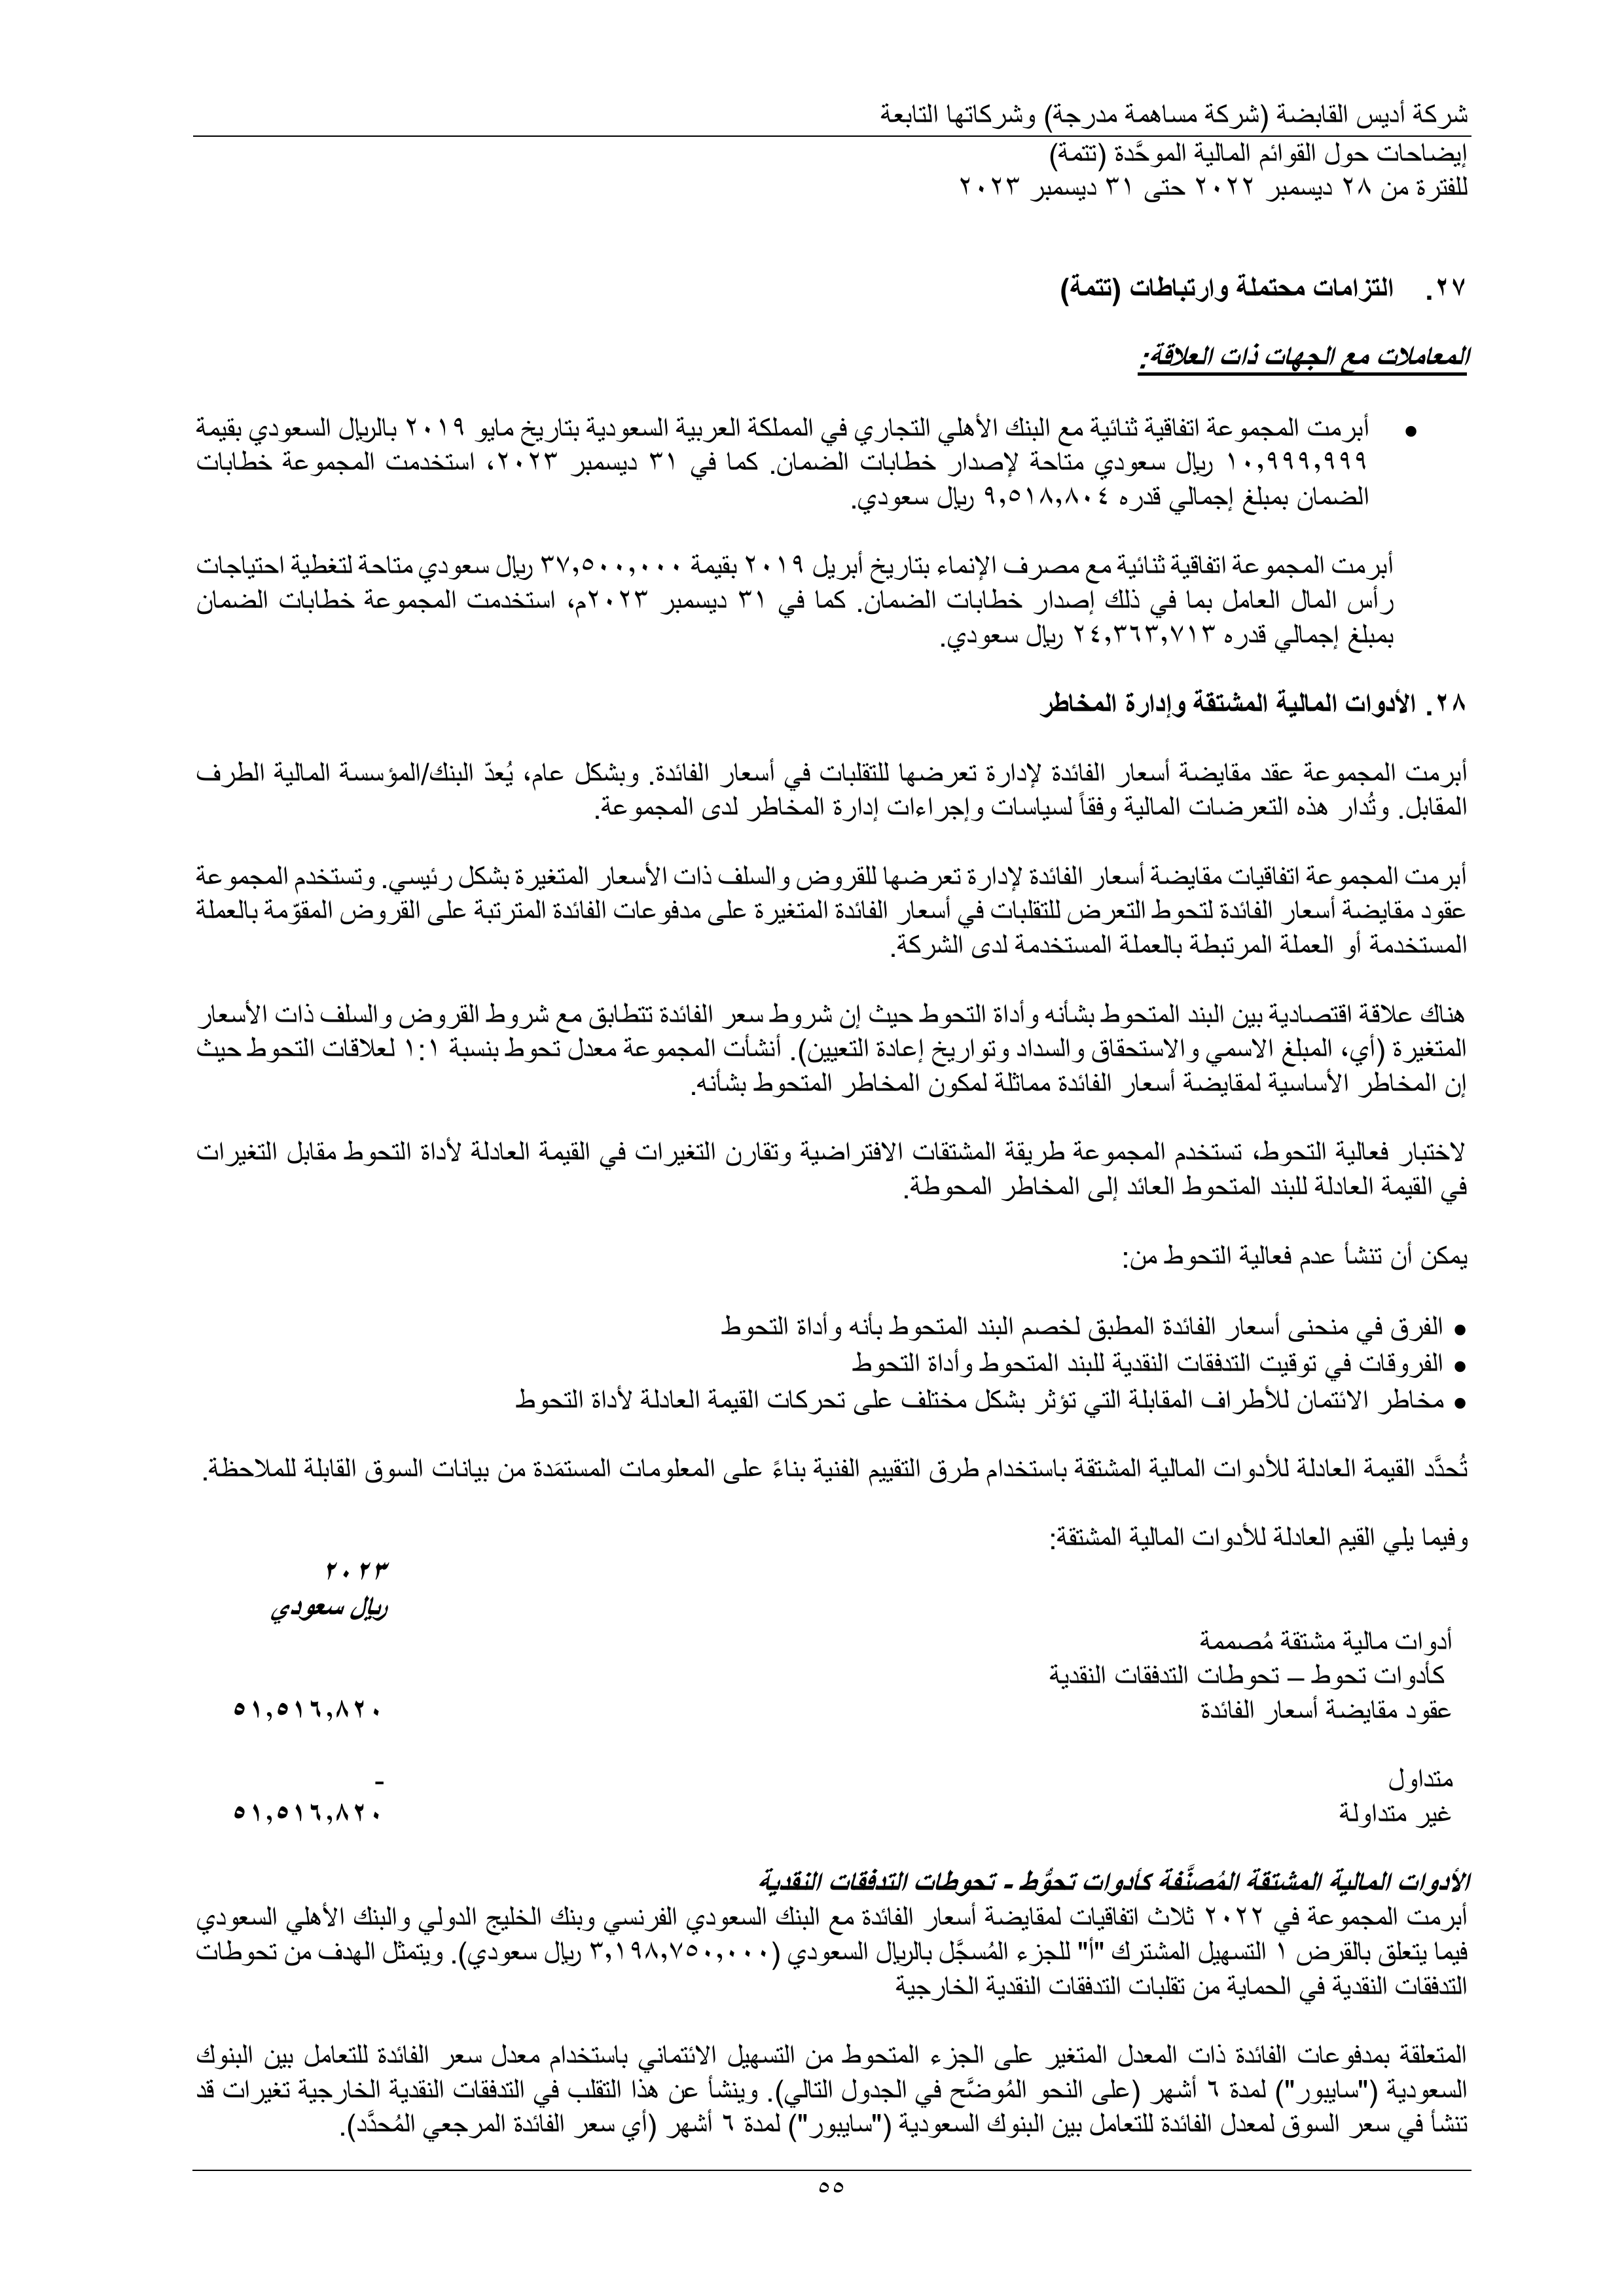 شركة أديس القابضة (شركة مساهمة مدرجة) وشركاتها التابعة
إيضاحات حول القوائم المالية الموحَّدة (تتمة)
للفترة من ٢٨ ديسمبر ٢٠٢٢ حتى ٣١ ديسمبر ٢٠٢٣
٢٧. التزامات محتملة وارتباطات (تتمة)
المعاملات مع الجهات ذات العلاقة:
● أبرمت المجموعة اتفاقية ثنائية مع البنك الأهلي التجاري في المملكة العربية السعودية بتاريخ مايو ٢٠١٩ بالريال السعودي بقيمة
١٠,٩٩٩,٩٩٩ ريال سعودي متاحة لإصدار خطابات الضمان. كما في ٣١ ديسمبر ٢٠٢٣، استخدمت المجموعة خطابات
الضمان بمبلغ إجمالي قدره ٩,٥١٨,٨٠٤ ريال سعودي.
أبرمت المجموعة اتفاقية ثنائية مع مصرف الإنماء بتاريخ أبريل ٢٠١٩ بقيمة ٣٧,٥٠٠,٠٠٠ ريال سعودي متاحة لتغطية احتياجات
رأس المال العامل بما في ذلك إصدار خطابات الضمان. كما في ٣١ ديسمبر ٢٠٢٣م، استخدمت المجموعة خطابات الضمان
بمبلغ إجمالي قدره ٢٤,٣٦٣,٧١٣ ريال سعودي.
٢٨. الأدوات المالية المشتقة وإدارة المخاطر
أبرمت المجموعة عقد مقايضة أسعار الفائدة لإدارة تعرضها للتقلبات في أسعار الفائدة. وبشكل عام، يُعدّ البنك/المؤسسة المالية الطرف
المقابل. وتُدار هذه التعرضات المالية وفقاً لسياسات وإجراءات إدارة المخاطر لدى المجموعة.
أبرمت المجموعة اتفاقيات مقايضة أسعار الفائدة لإدارة تعرضها للقروض والسلف ذات الأسعار المتغيرة بشكل رئيسي. وتستخدم المجموعة
عقود مقايضة أسعار الفائدة لتحوط التعرض للتقلبات في أسعار الفائدة المتغيرة على مدفوعات الفائدة المترتبة على القروض المقوّمة بالعملة
المستخدمة أو العملة المرتبطة بالعملة المستخدمة لدى الشركة.
هناك علاقة اقتصادية بين البند المتحوط بشأنه وأداة التحوط حيث إن شروط سعر الفائدة تتطابق مع شروط القروض والسلف ذات الأسعار
المتغيرة (أي، المبلغ الاسمي والاستحقاق والسداد وتواريخ إعادة التعيين). أنشأت المجموعة معدل تحوط بنسبة ١:١ لعلاقات التحوط حيث
إن المخاطر الأساسية لمقايضة أسعار الفائدة مماثلة لمكون المخاطر المتحوط بشأنه.
لاختبار فعالية التحوط، تستخدم المجموعة طريقة المشتقات الافتراضية وتقارن التغيرات في القيمة العادلة لأداة التحوط مقابل التغيرات
في القيمة العادلة للبند المتحوط العائد إلى المخاطر المحوطة.
يمكن أن تنشأ عدم فعالية التحوط من:
● الفرق في منحنى أسعار الفائدة المطبق لخصم البند المتحوط بأنه وأداة التحوط
● الفروقات في توقيت التدفقات النقدية للبند المتحوط وأداة التحوط
● مخاطر الائتمان للأطراف المقابلة التي تؤثر بشكل مختلف على تحركات القيمة العادلة لأداة التحوط
تُحدَّد القيمة العادلة للأدوات المالية المشتقة باستخدام طرق التقييم الفنية بناءً على المعلومات المستمَدة من بيانات السوق القابلة للملاحظة.
وفيما يلي القيم العادلة للأدوات المالية المشتقة:
٢٠٢٣
ريال سعودي
أدوات مالية مشتقة مُصممة
كأدوات تحوط – تحوطات التدفقات النقدية
عقود مقايضة أسعار الفائدة ٥١,٥١٦,٨٢٠
متداول -
غير متداولة ٥١,٥١٦,٨٢٠
الأدوات المالية المشتقة المُصنَّفة كأدوات تحوُّط - تحوطات التدفقات النقدية
أبرمت المجموعة في ٢٠٢٢ ثلاث اتفاقيات لمقايضة أسعار الفائدة مع البنك السعودي الفرنسي وبنك الخليج الدولي والبنك الأهلي السعودي
فيما يتعلق بالقرض ١ التسهيل المشترك "أ" للجزء المُسجَّل بالريال السعودي (٣,١٩٨,٧٥٠,٠٠٠ ريال سعودي). ويتمثل الهدف من تحوطات
التدفقات النقدية في الحماية من تقلبات التدفقات النقدية الخارجية
المتعلقة بمدفوعات الفائدة ذات المعدل المتغير على الجزء المتحوط من التسهيل الائتماني باستخدام معدل سعر الفائدة للتعامل بين البنوك
السعودية ("سايبور") لمدة ٦ أشهر (على النحو المُوضَّح في الجدول التالي). وينشأ عن هذا التقلب في التدفقات النقدية الخارجية تغيرات قد
تنشأ في سعر السوق لمعدل الفائدة للتعامل بين البنوك السعودية ("سايبور") لمدة ٦ أشهر (أي سعر الفائدة المرجعي المُحدَّد).
٥٥